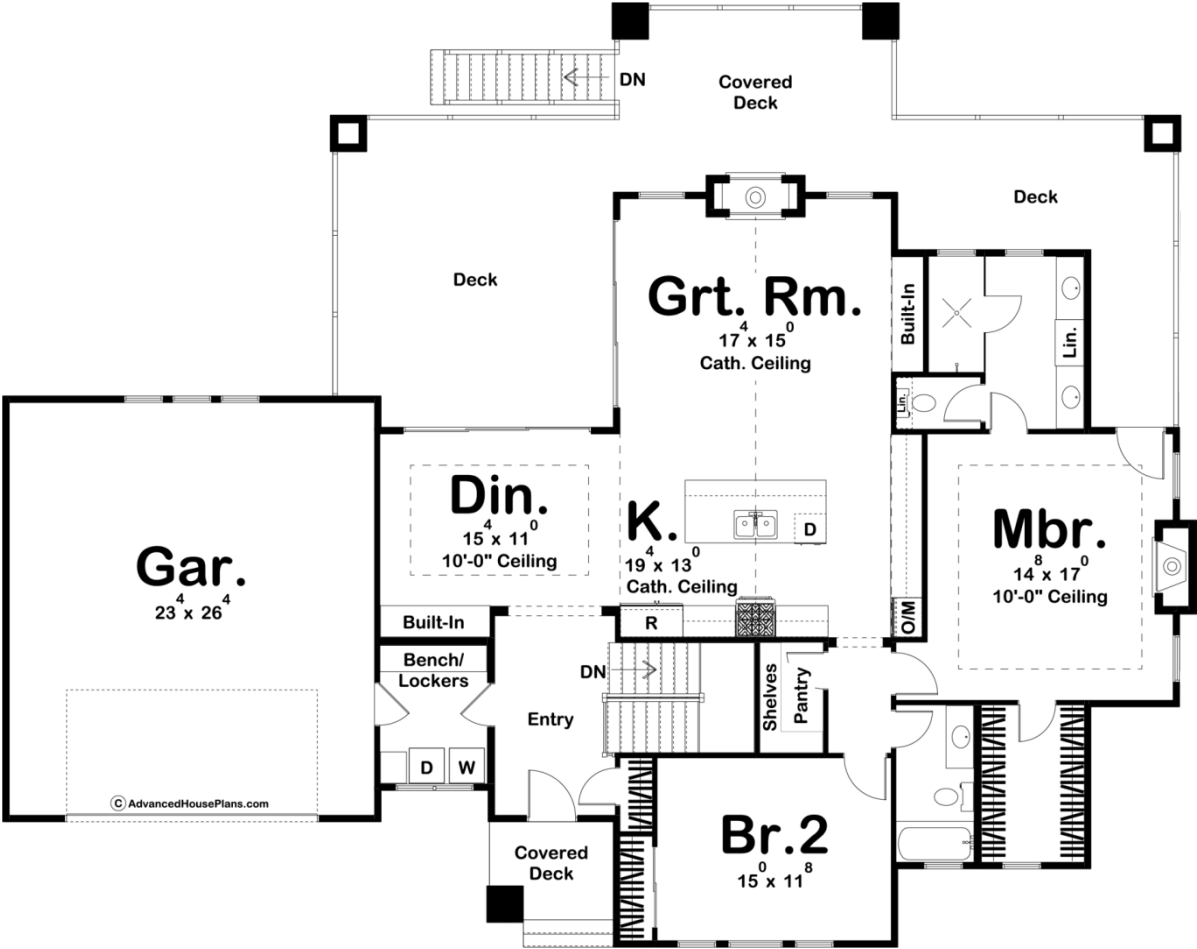 DN
Covered
Deck
Deck
Deck
Grt. Rm.
17⁴ x 15⁰
Cath. Ceiling
Built-In
Lin.
Lin.
Din.
15⁴ x 11⁰
10'-0" Ceiling
K.
19⁴ x 13⁰
Cath. Ceiling
D
Mbr.
14⁸ x 17⁰
10'-0" Ceiling
Gar.
23⁴ x 26⁴
Built-In
R
O/M
Bench/
Lockers
DN
Shelves
Pantry
Entry
D
W
© AdvancedHousePlans.com
Covered
Deck
Br.2
15⁰ x 11⁸